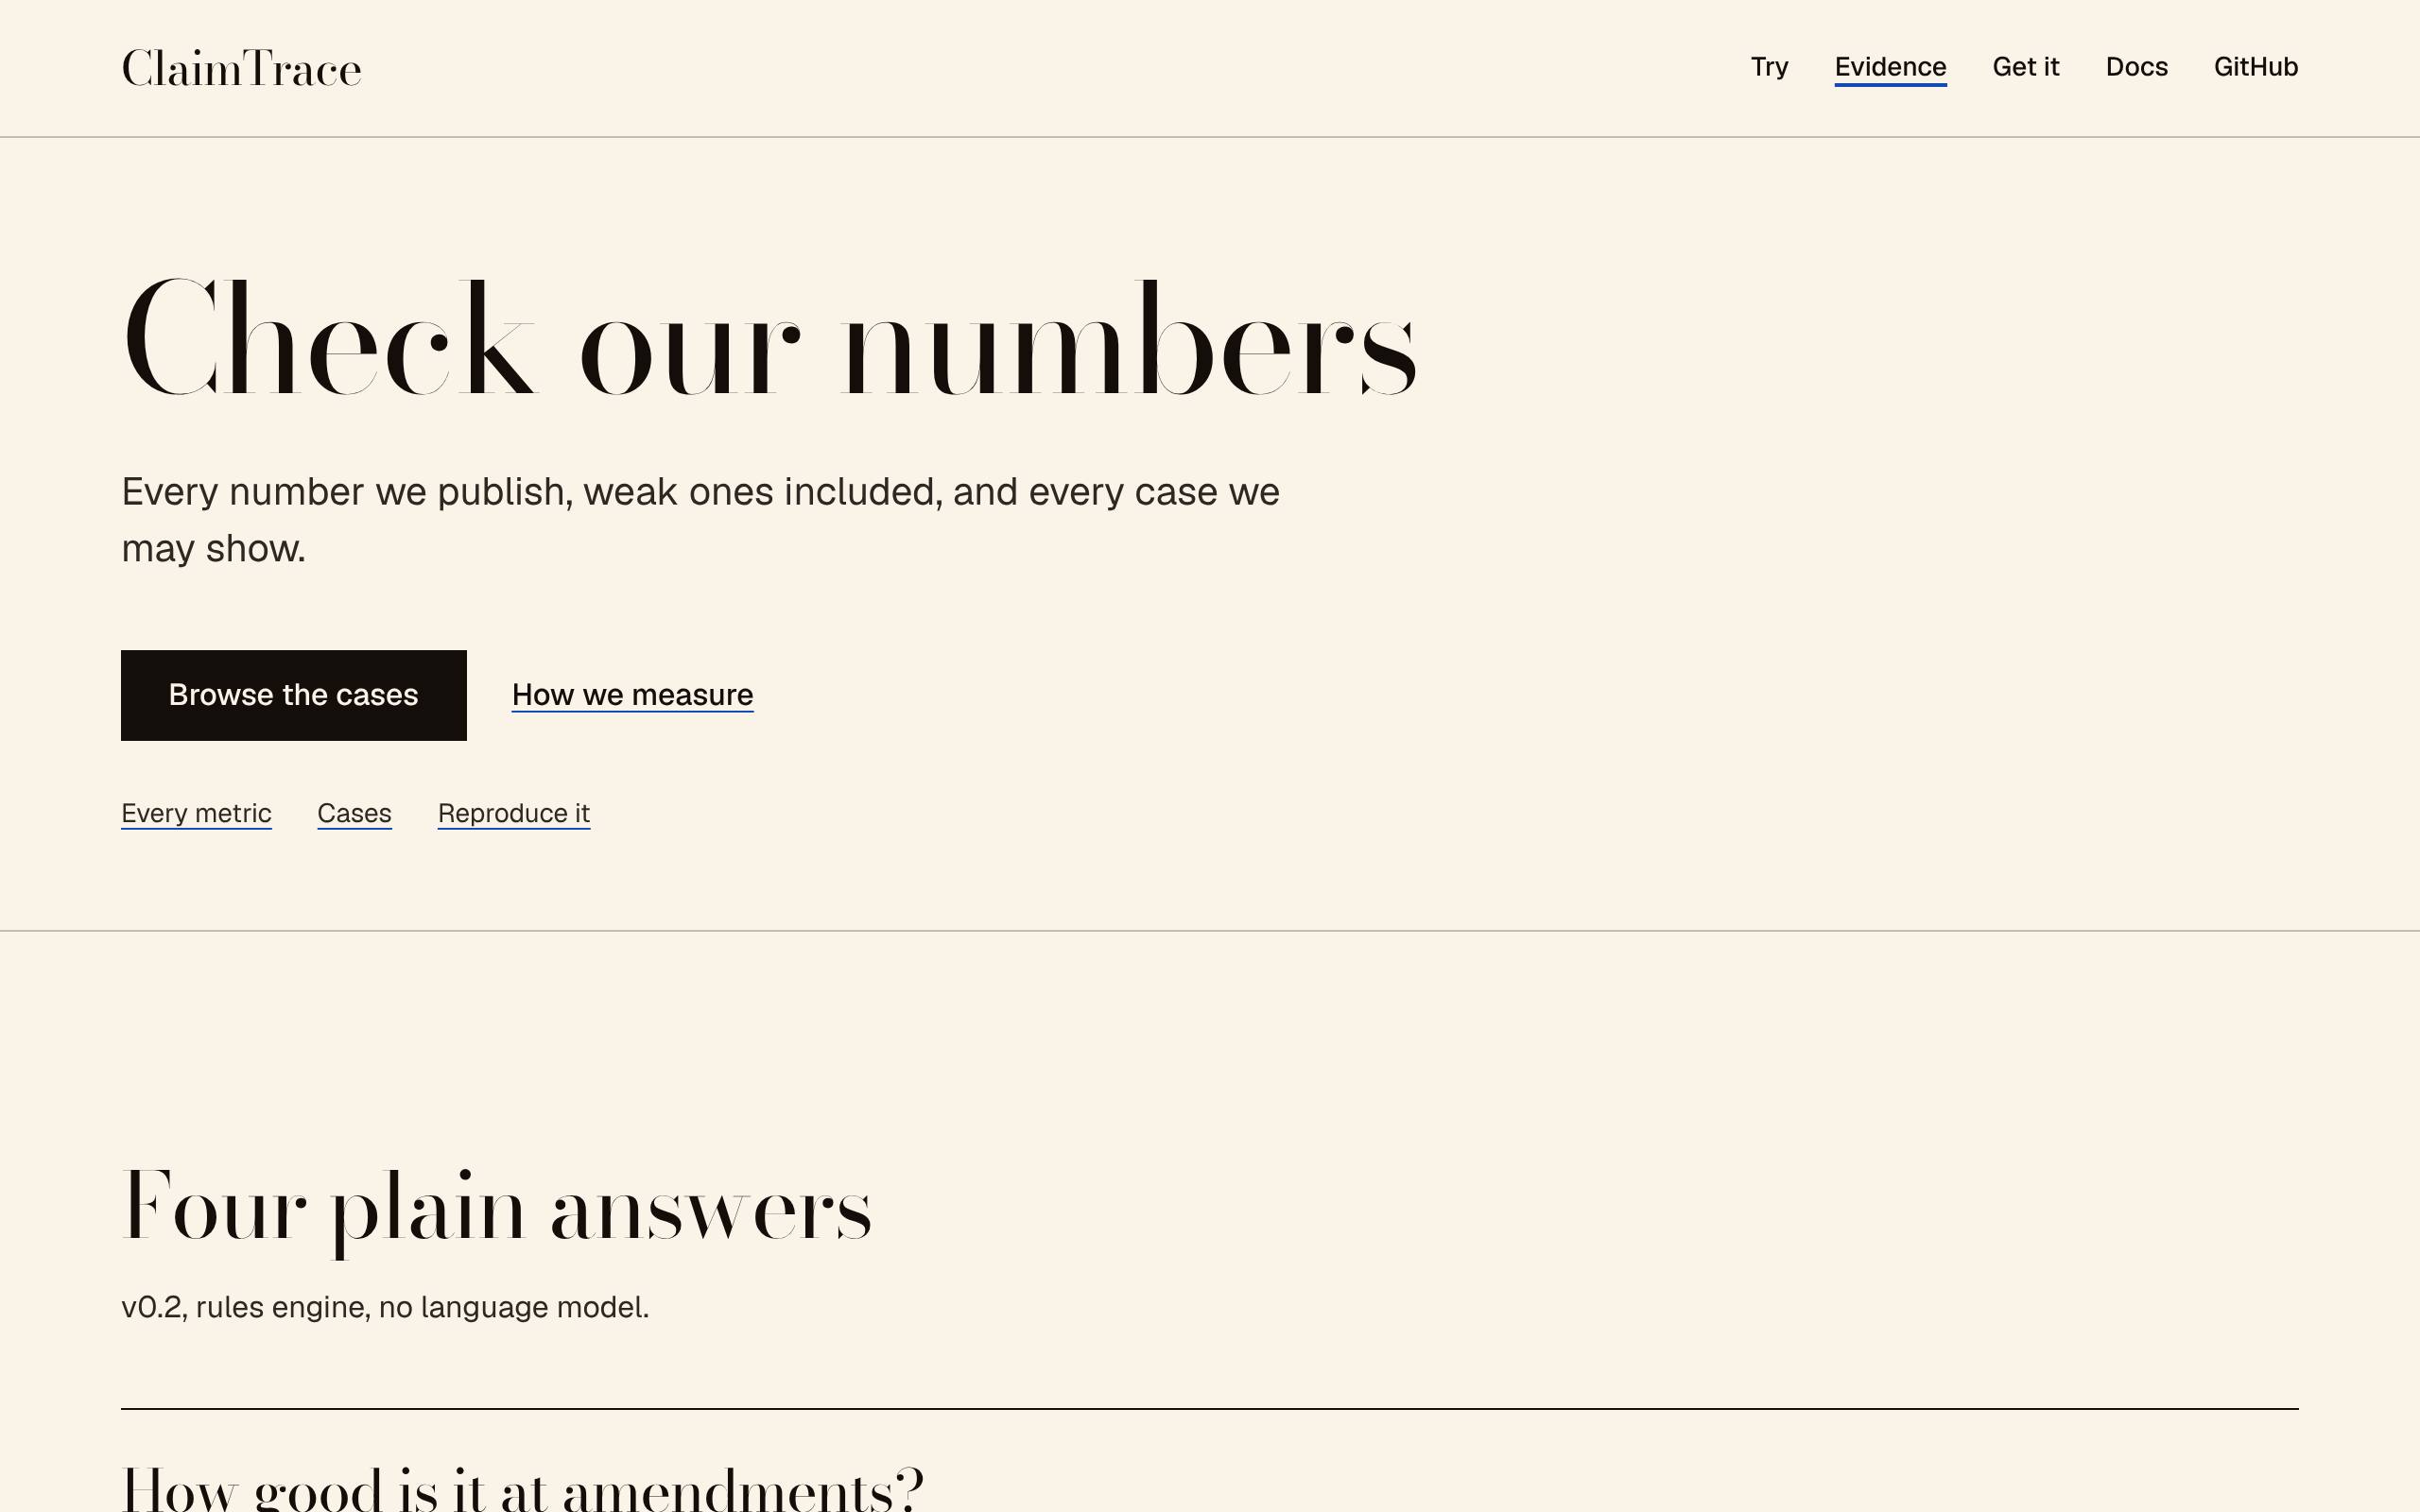 ClaimTrace
Try Evidence Get it Docs GitHub
Check our numbers
Every number we publish, weak ones included, and every case we
may show.
Browse the cases How we measure
Every metric Cases Reproduce it
Four plain answers
v0.2, rules engine, no language model.
How good is it at amendments?